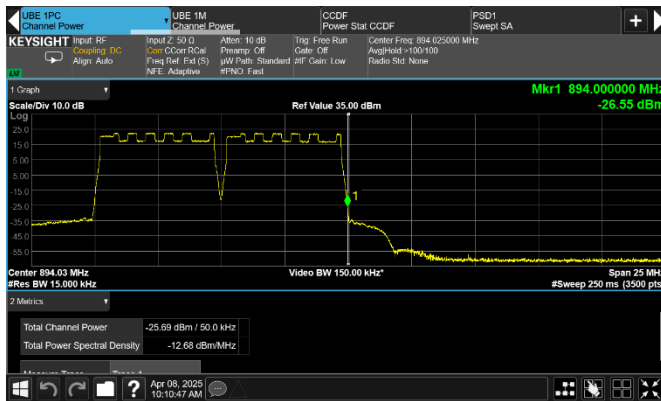 UBE 1PC
Channel Power
UBE 1M
Channel Power
CCDF
Power Stat CCDF
PSD1
Swept SA
KEYSIGHT
Input: RF
Coupling: DC
Align: Auto
Input Z: 50 Ω
Corr CCorr RCal
Freq Ref: Ext (S)
NFE: Adaptive
Atten: 10 dB
Preamp: Off
µW Path: Standard
#PNO: Fast
Trig: Free Run
Gate: Off
#IF Gain: Low
Center Freq: 894.025000 MHz
Avg|Hold:>100/100
Radio Std: None
1 Graph
Mkr1 894.000000 MHz
Scale/Div 10.0 dB
Ref Value 35.00 dBm
-26.55 dBm
Log
25.0
15.0
5.00
-5.00
-15.0
-25.0
-35.0
-45.0
-55.0
1
Center 894.03 MHz
Video BW 150.00 kHz*
Span 25 MHz
#Res BW 15.000 kHz
#Sweep 250 ms (3500 pts)
2 Metrics
Total Channel Power
-25.69 dBm / 50.0 kHz
Total Power Spectral Density
-12.68 dBm/MHz
?
Apr 08, 2025
10:10:47 AM